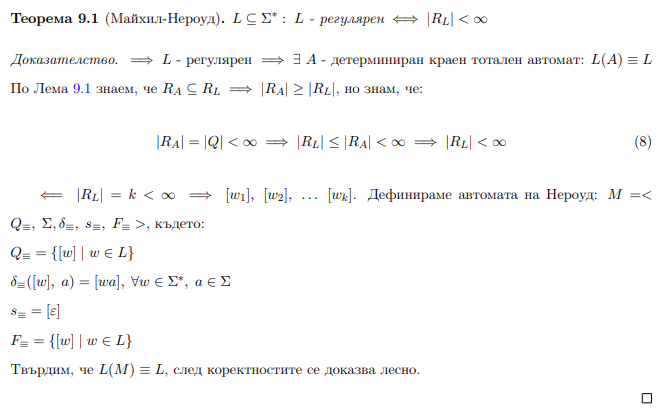 Теорема 9.1 (Майхил-Нероуд). L ⊆ Σ* : L - регулярен ⟺ |R_L| < ∞
Доказателство. ⟹ L - регулярен ⟹ ∃ A - детерминиран краен тотален автомат: L(A) ≡ L
По Лема 9.1 знаем, че R_A ⊆ R_L ⟹ |R_A| ≥ |R_L|, но знам, че:
|R_A| = |Q| < ∞ ⟹ |R_L| ≤ |R_A| < ∞ ⟹ |R_L| < ∞ (8)
⟸ |R_L| = k < ∞ ⟹ [w₁], [w₂], … [w_k]. Дефинираме автомата на Нероуд: M =<
Q_≡, Σ, δ_≡, s_≡, F_≡ >, където:
Q_≡ = {[w] | w ∈ L}
δ_≡([w], a) = [wa], ∀w ∈ Σ*, a ∈ Σ
s_≡ = [ε]
F_≡ = {[w] | w ∈ L}
Твърдим, че L(M) ≡ L, след коректностите се доказва лесно.
□